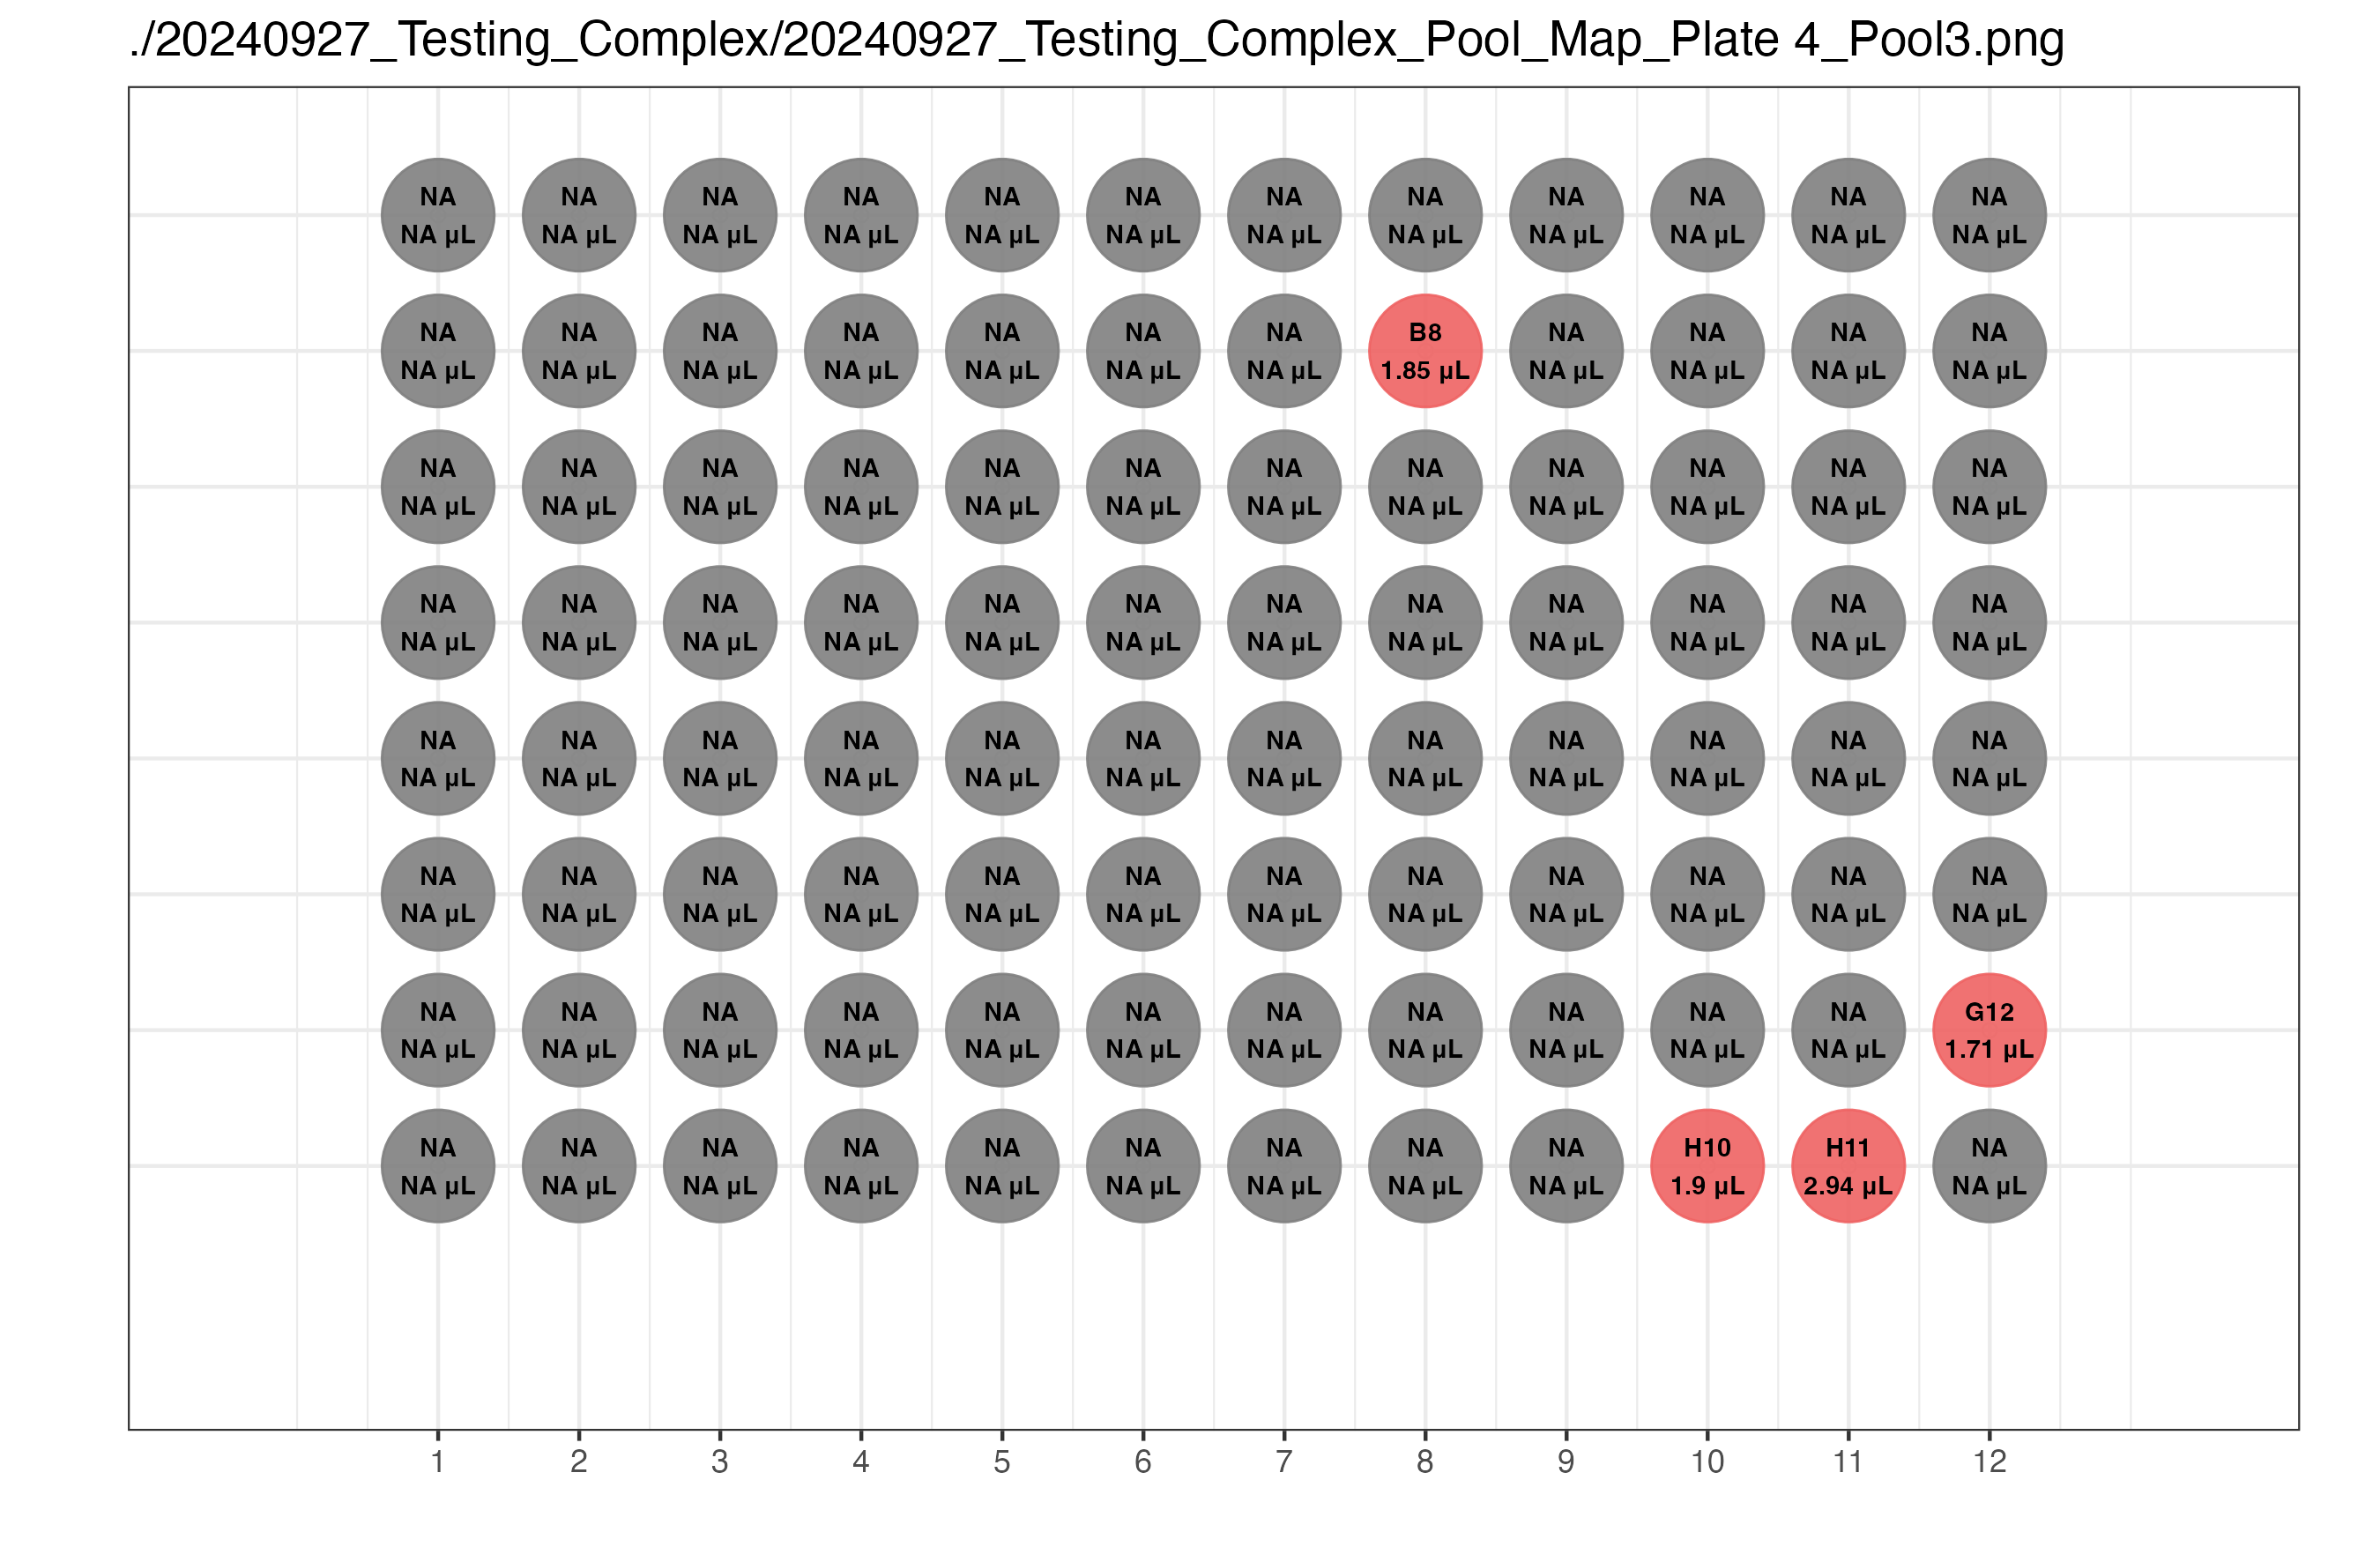 ./20240927_Testing_Complex/20240927_Testing_Complex_Pool_Map_Plate 4_Pool3.png
NA NA NA NA NA NA NA NA NA NA NA NA
NA µL NA µL NA µL NA µL NA µL NA µL NA µL NA µL NA µL NA µL NA µL NA µL
NA NA NA NA NA NA NA B8 NA NA NA NA
NA µL NA µL NA µL NA µL NA µL NA µL NA µL 1.85 µL NA µL NA µL NA µL NA µL
NA NA NA NA NA NA NA NA NA NA NA NA
NA µL NA µL NA µL NA µL NA µL NA µL NA µL NA µL NA µL NA µL NA µL NA µL
NA NA NA NA NA NA NA NA NA NA NA NA
NA µL NA µL NA µL NA µL NA µL NA µL NA µL NA µL NA µL NA µL NA µL NA µL
NA NA NA NA NA NA NA NA NA NA NA NA
NA µL NA µL NA µL NA µL NA µL NA µL NA µL NA µL NA µL NA µL NA µL NA µL
NA NA NA NA NA NA NA NA NA NA NA NA
NA µL NA µL NA µL NA µL NA µL NA µL NA µL NA µL NA µL NA µL NA µL NA µL
NA NA NA NA NA NA NA NA NA NA NA G12
NA µL NA µL NA µL NA µL NA µL NA µL NA µL NA µL NA µL NA µL NA µL 1.71 µL
NA NA NA NA NA NA NA NA NA H10 H11 NA
NA µL NA µL NA µL NA µL NA µL NA µL NA µL NA µL NA µL 1.9 µL 2.94 µL NA µL
1 2 3 4 5 6 7 8 9 10 11 12